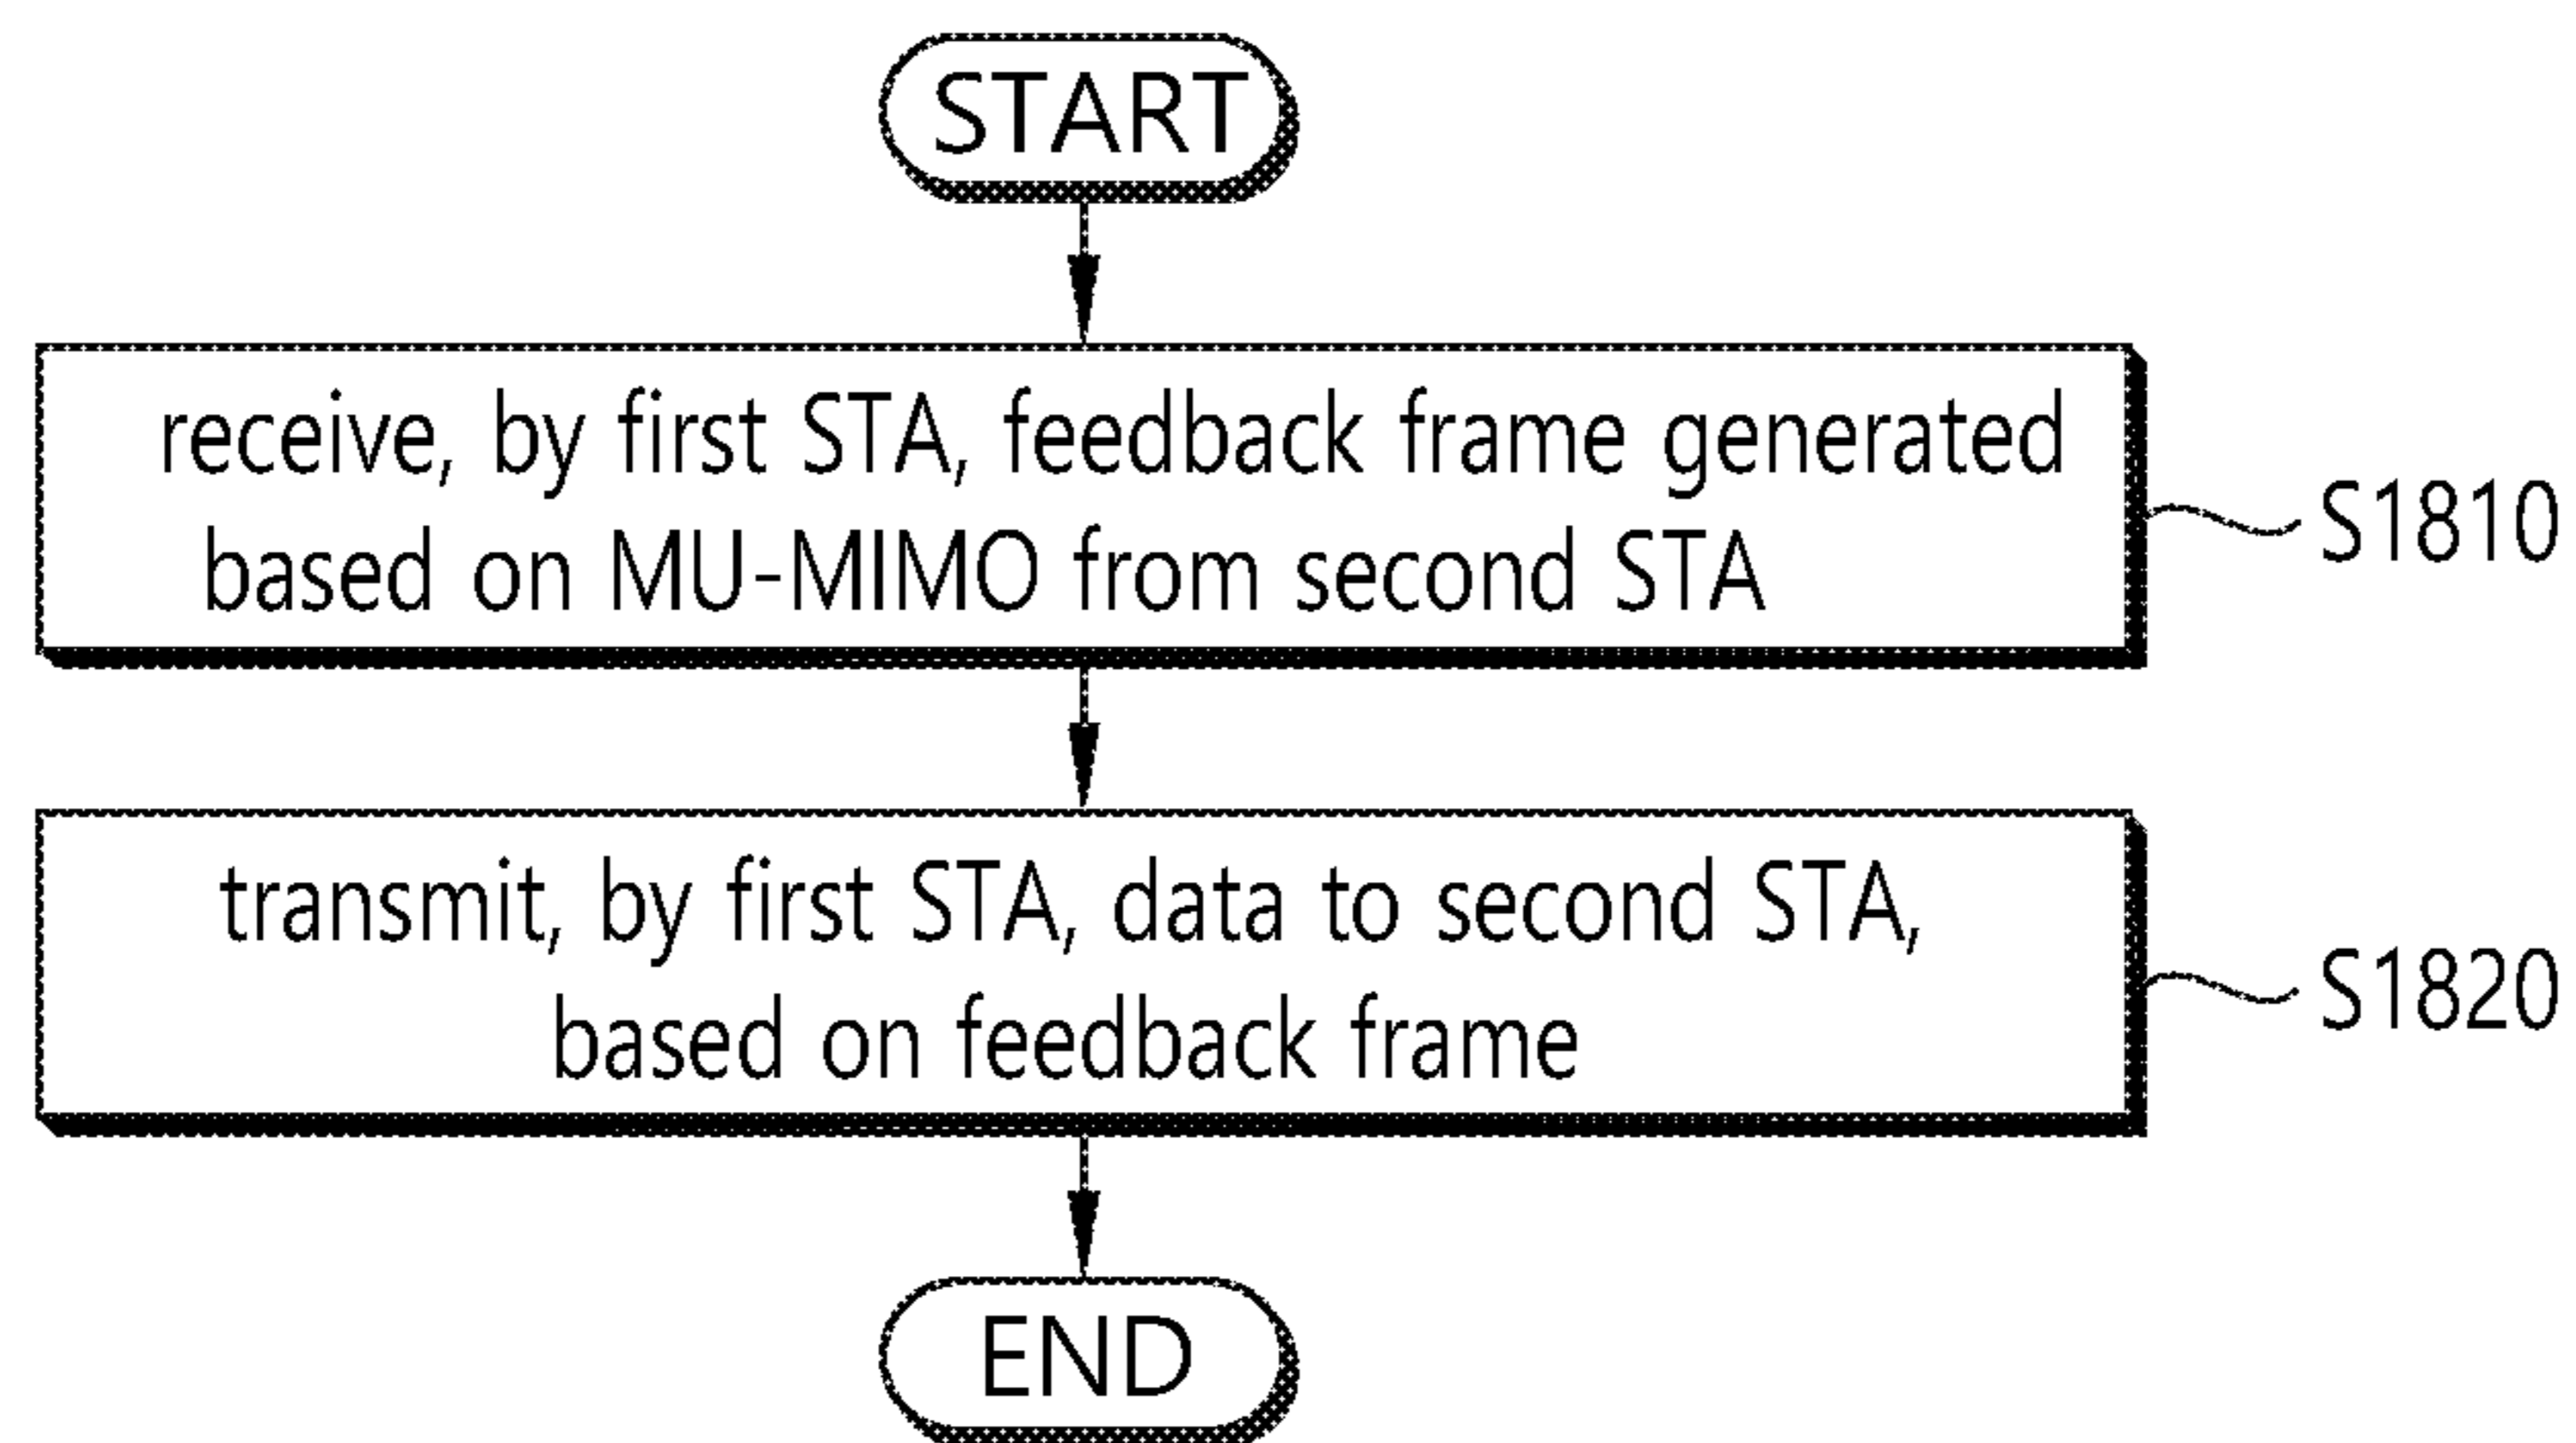 START
receive, by first STA, feedback frame generated
based on MU-MIMO from second STA
S1810
transmit, by first STA, data to second STA,
based on feedback frame
S1820
END